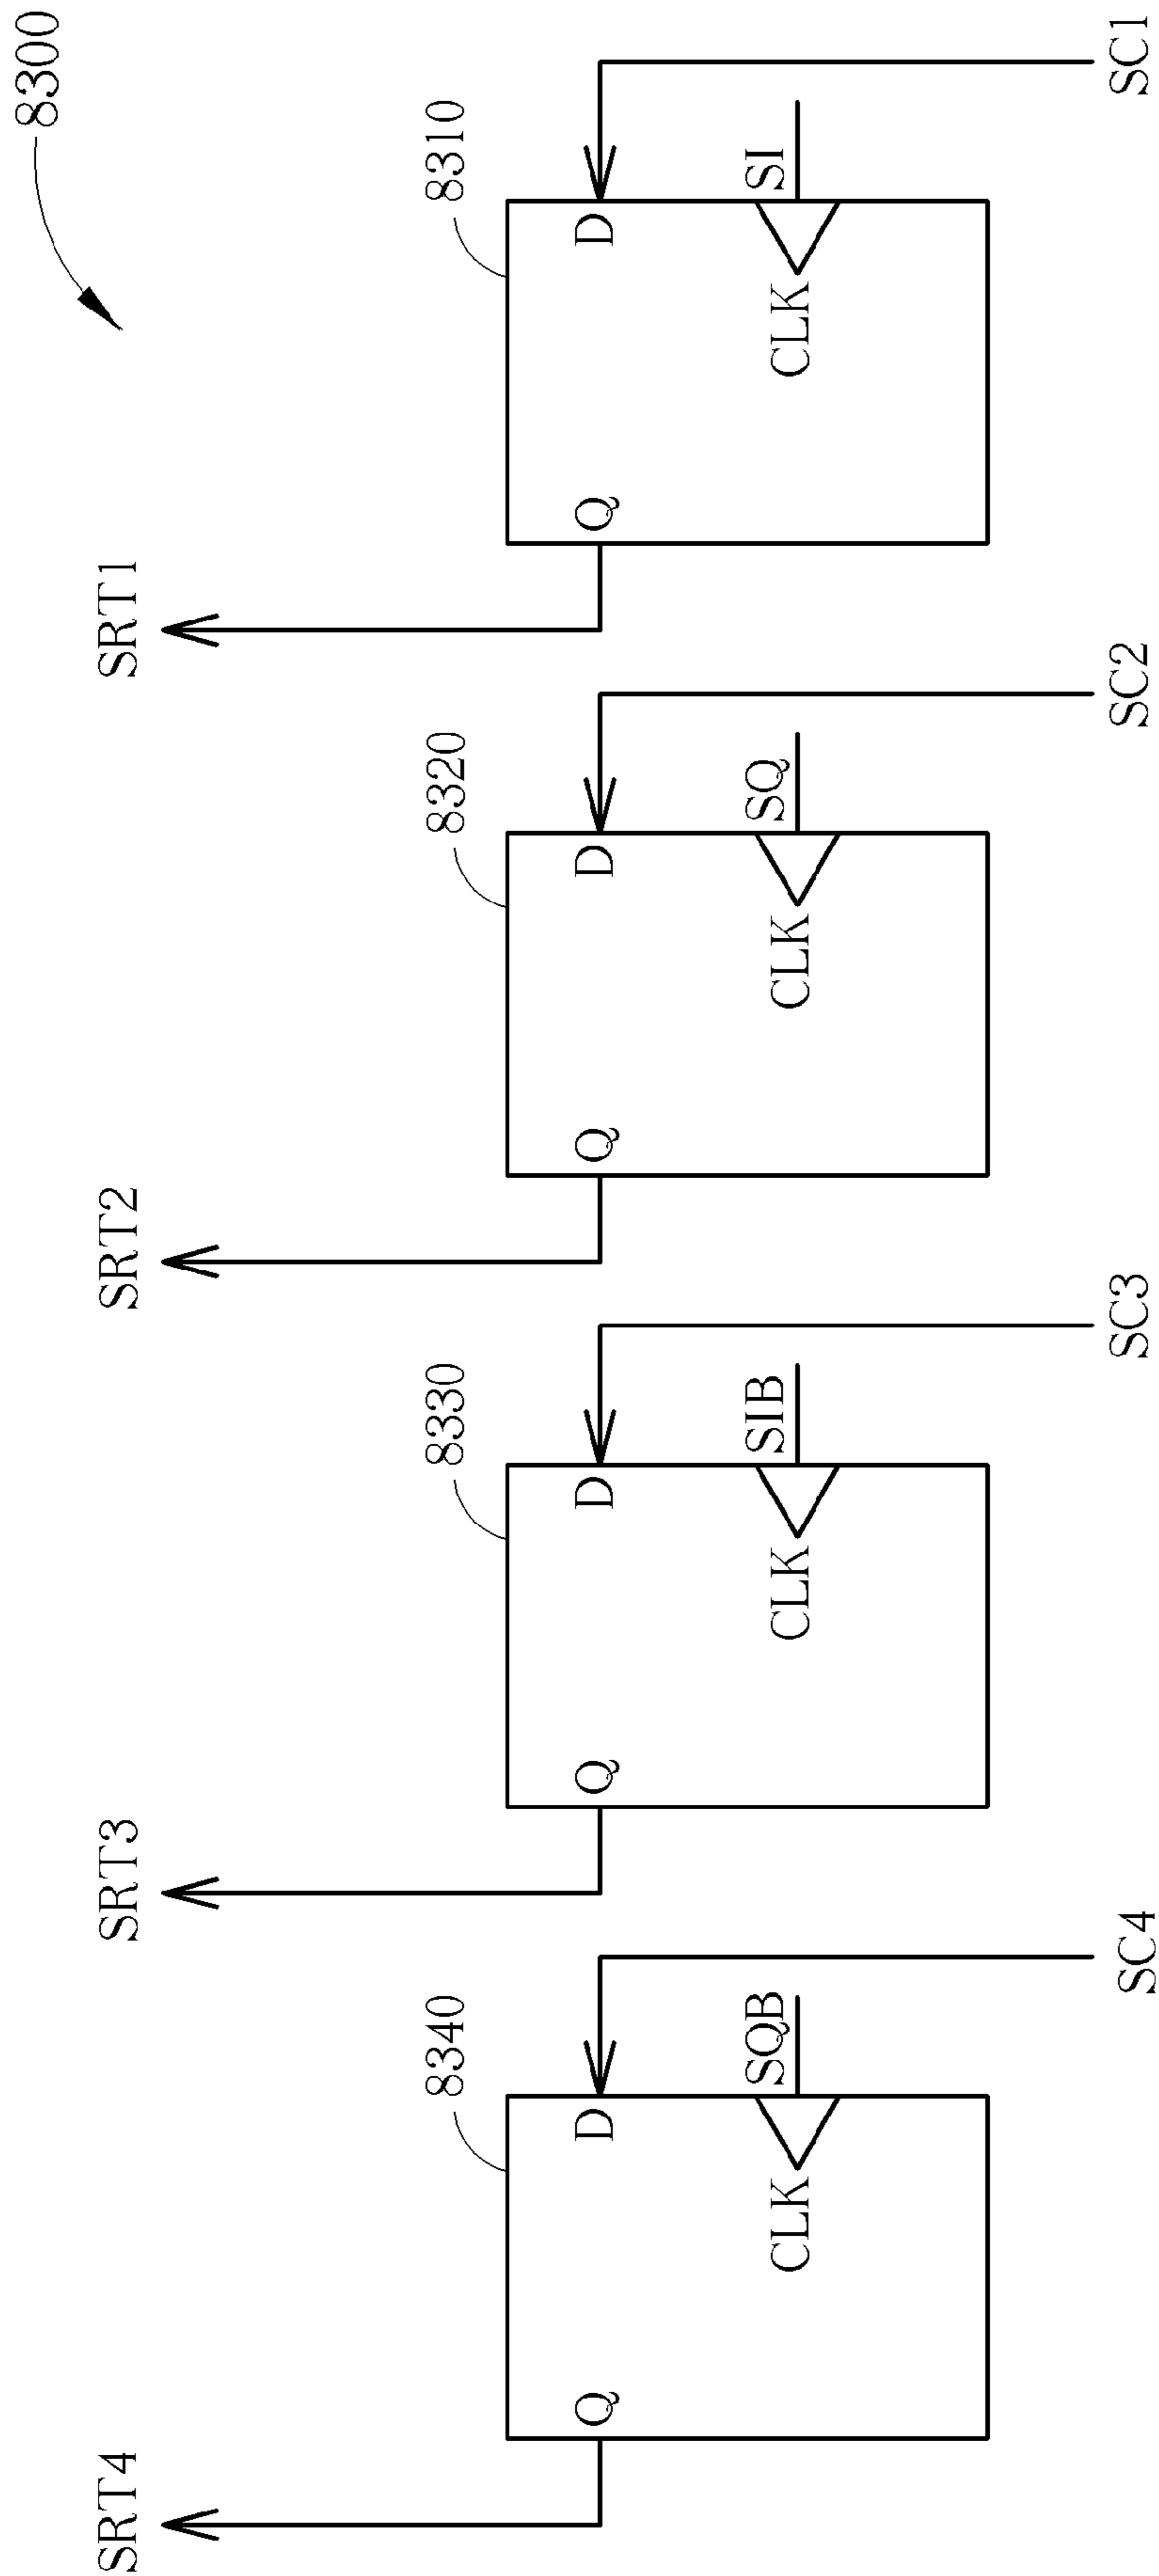 8300
SRT4
SRT3
SRT2
SRT1
8340
8330
8320
8310
Q
D
Q
D
Q
D
Q
D
CLK
SQB
CLK
SIB
CLK
SQ
CLK
SI
SC4
SC3
SC2
SC1